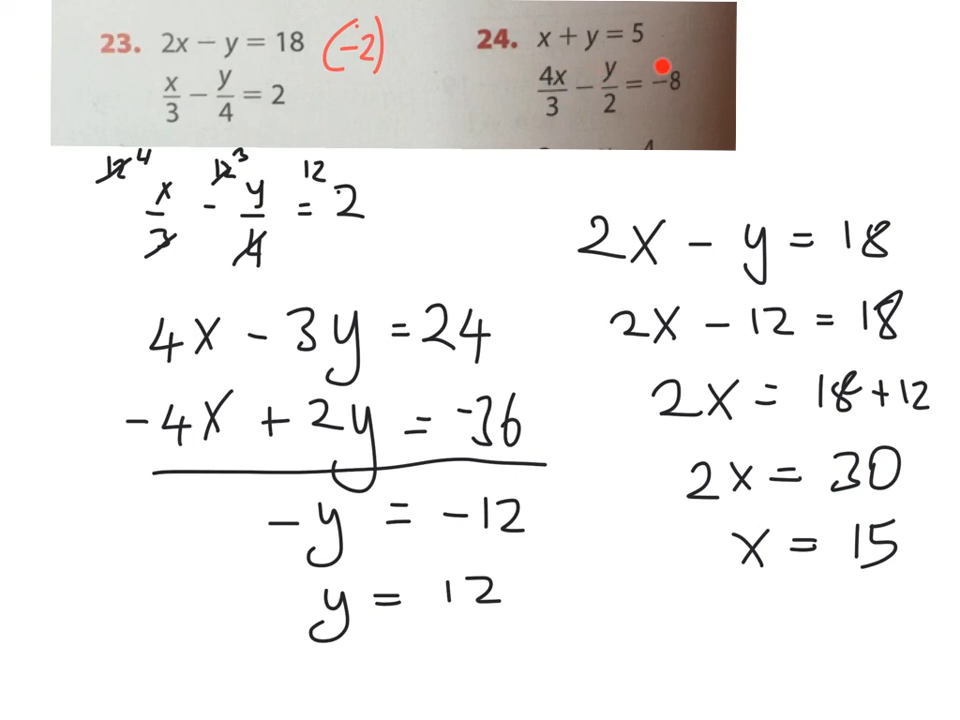 23. 2x − y = 18 (−2)
x/3 − y/4 = 2
24. x + y = 5
4x/3 − y/2 = −8
12 4 12 3 12
x/3 − y/4 = 2
4x − 3y = 24
−4x + 2y = −36
−y = −12
y = 12
2x − y = 18
2x − 12 = 18
2x = 18 + 12
2x = 30
x = 15